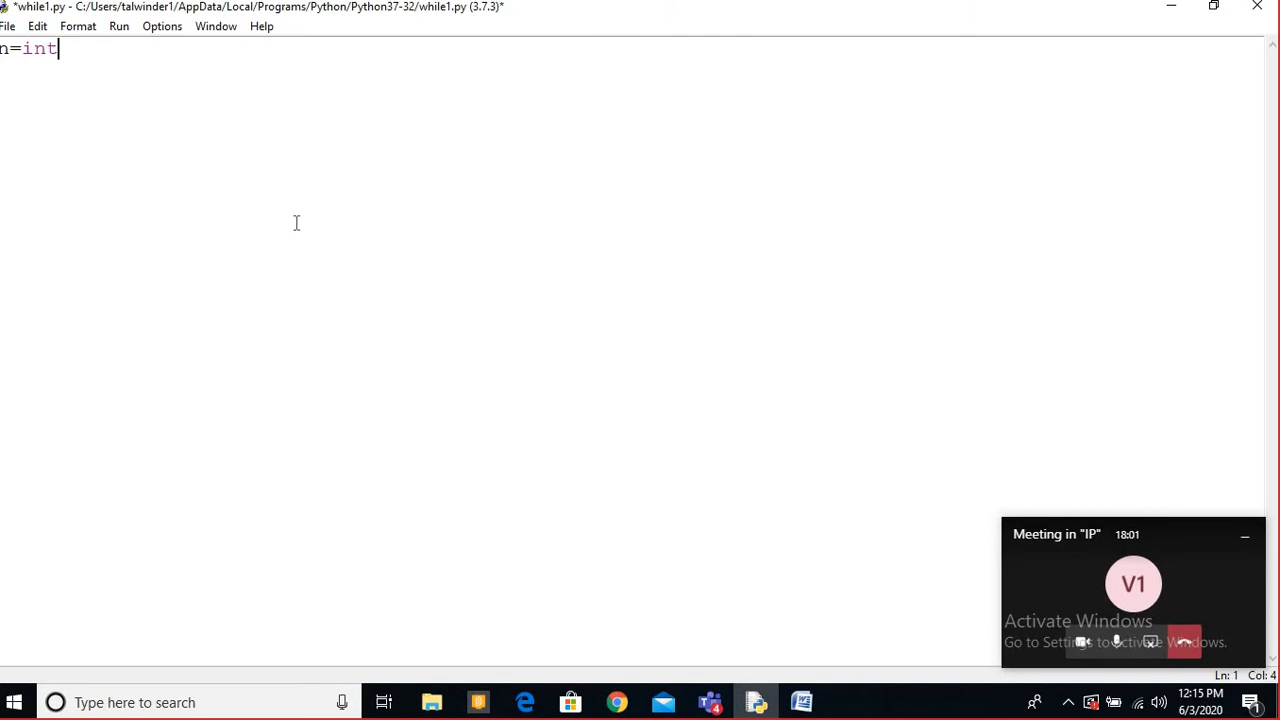 *while1.py - C:/Users/talwinder1/AppData/Local/Programs/Python/Python37-32/while1.py (3.7.3)*
File Edit Format Run Options Window Help
n=int
Meeting in "IP" 18:01
V1
Activate Windows
Go to Settings to activate Windows.
Ln: 1 Col: 4
Type here to search
4
12:15 PM
6/3/2020
1